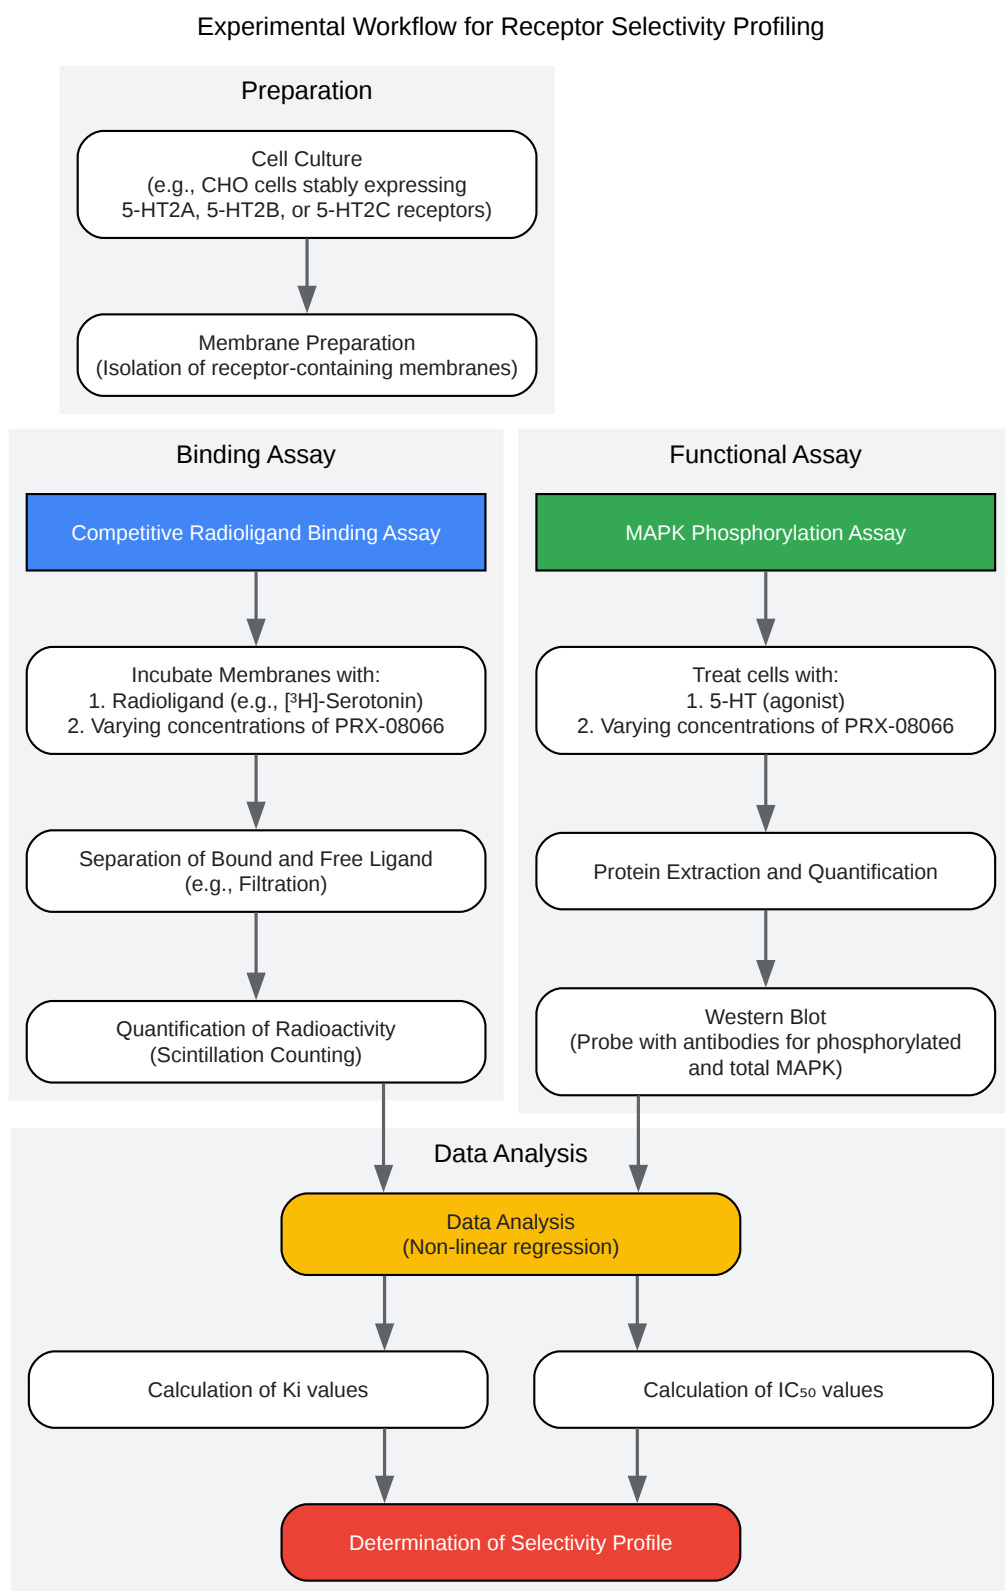 Experimental Workflow for Receptor Selectivity Profiling
Preparation
Cell Culture
(e.g., CHO cells stably expressing
5-HT2A, 5-HT2B, or 5-HT2C receptors)
Membrane Preparation
(Isolation of receptor-containing membranes)
Binding Assay
Competitive Radioligand Binding Assay
Incubate Membranes with:
1. Radioligand (e.g., [³H]-Serotonin)
2. Varying concentrations of PRX-08066
Separation of Bound and Free Ligand
(e.g., Filtration)
Quantification of Radioactivity
(Scintillation Counting)
Functional Assay
MAPK Phosphorylation Assay
Treat cells with:
1. 5-HT (agonist)
2. Varying concentrations of PRX-08066
Protein Extraction and Quantification
Western Blot
(Probe with antibodies for phosphorylated
and total MAPK)
Data Analysis
Data Analysis
(Non-linear regression)
Calculation of Ki values
Calculation of IC₅₀ values
Determination of Selectivity Profile